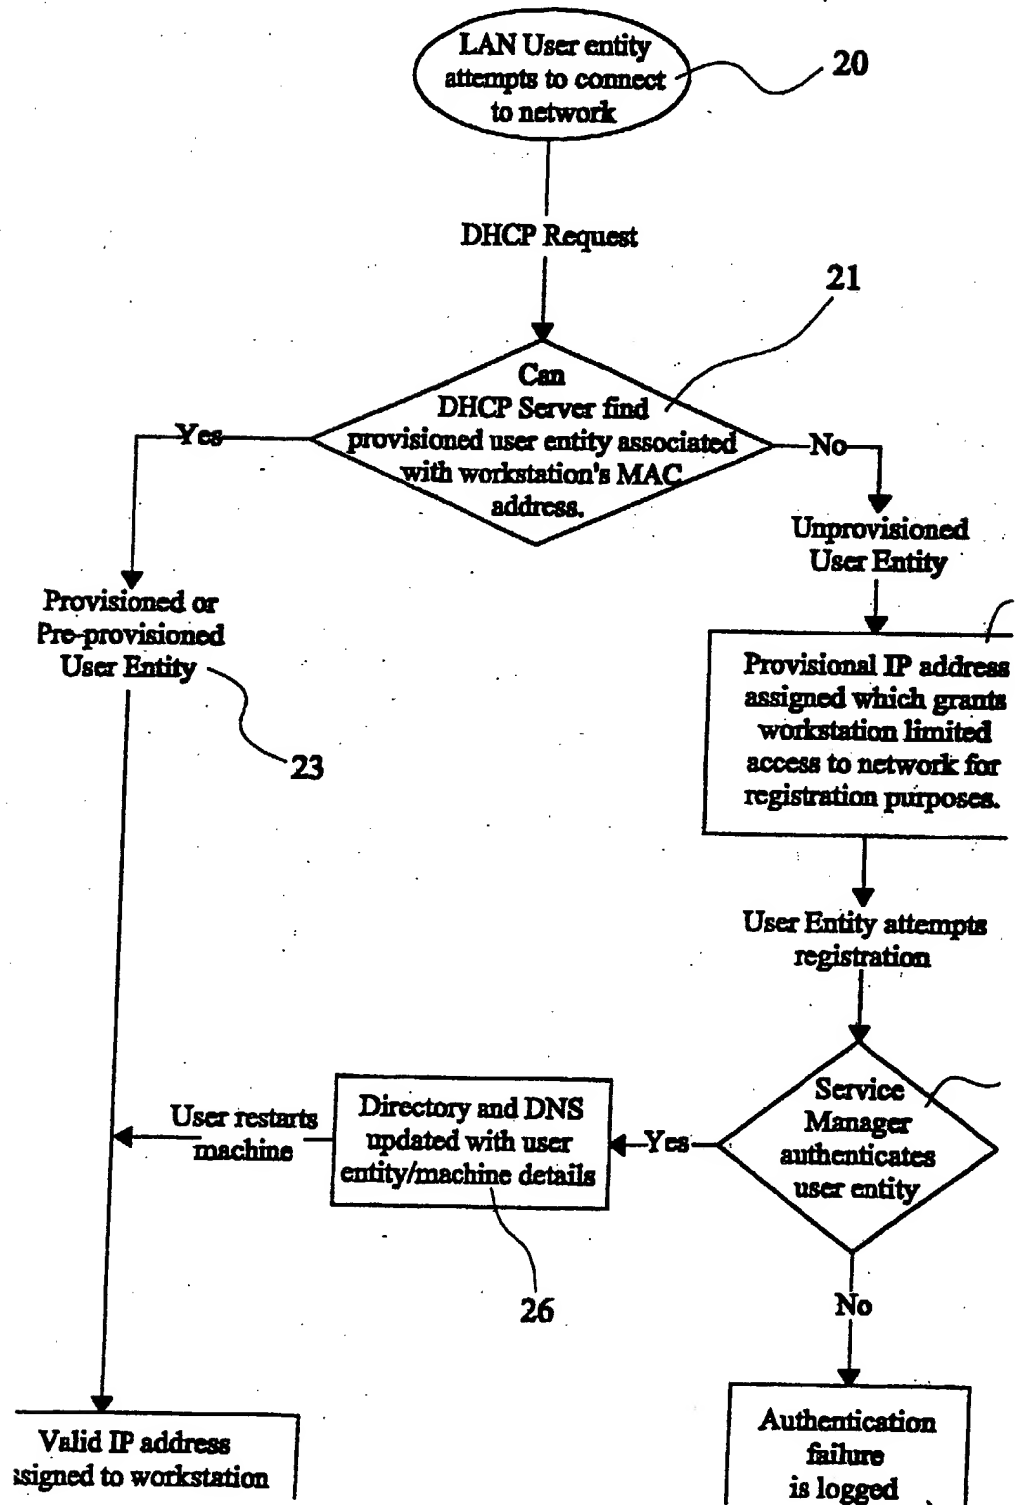 LAN User entity
attempts to connect
to network
20
DHCP Request
21
Can
DHCP Server find
provisioned user entity associated
with workstation's MAC
address.
Yes
No
Unprovisioned
User Entity
Provisioned or
Pre-provisioned
User Entity
23
Provisional IP address
assigned which grants
workstation limited
access to network for
registration purposes.
User Entity attempts
registration
Service
Manager
authenticates
user entity
Yes
Directory and DNS
updated with user
entity/machine details
26
User restarts
machine
No
Valid IP address
ssigned to workstation
Authentication
failure
is logged